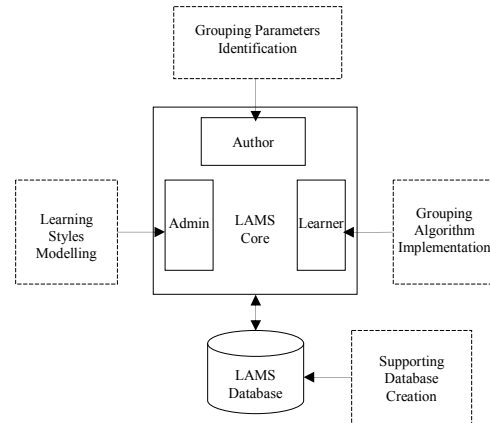 Grouping Parameters
Identification
Author
Learning
Styles
Modelling
Admin
LAMS
Core
Learner
Grouping
Algorithm
Implementation
LAMS
Database
Supporting
Database
Creation